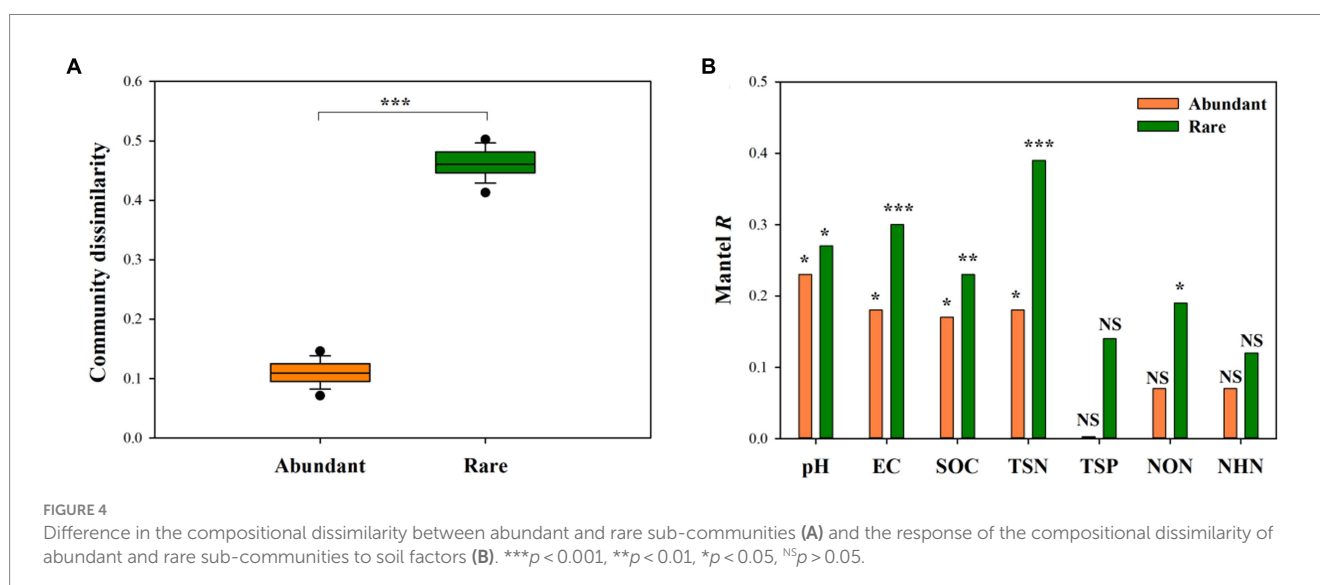 A
B
0.6
0.5
0.4
0.3
0.2
0.1
0.0
Community dissimilarity
***
Abundant
Rare
0.5
0.4
0.3
0.2
0.1
0.0
Mantel R
Abundant
Rare
* *
* ***
* **
* ***
NS NS
NS *
NS NS
pH EC SOC TSN TSP NON NHN
FIGURE 4
Difference in the compositional dissimilarity between abundant and rare sub-communities (A) and the response of the compositional dissimilarity of
abundant and rare sub-communities to soil factors (B). ***p < 0.001, **p < 0.01, *p < 0.05, NSp > 0.05.